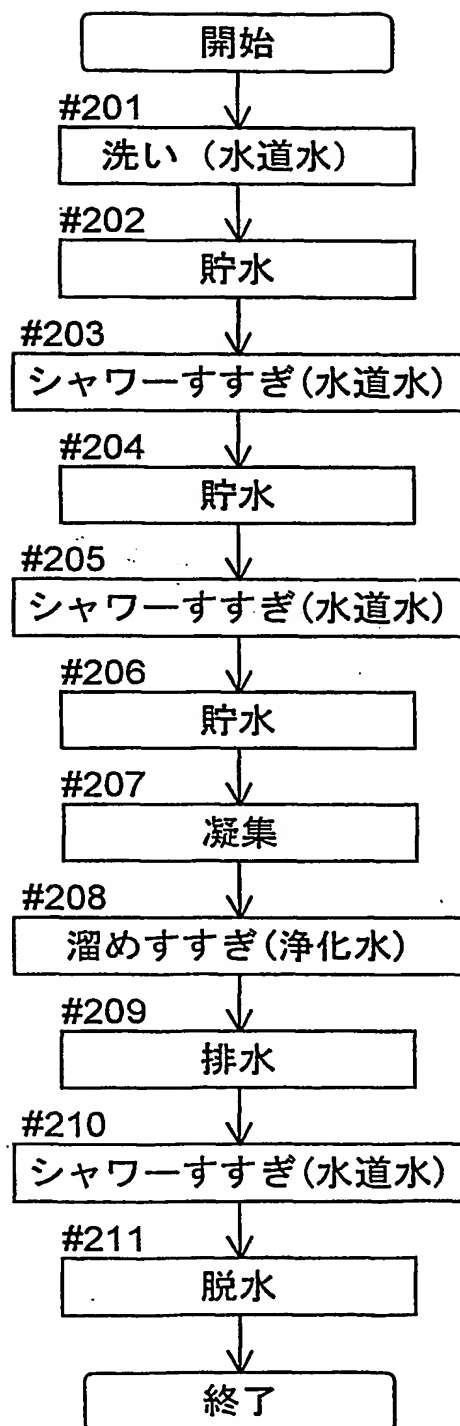 開始
#201
洗い（水道水）
#202
貯水
#203
シャワーすすぎ(水道水)
#204
貯水
#205
シャワーすすぎ(水道水)
#206
貯水
#207
凝集
#208
溜めすすぎ(浄化水)
#209
排水
#210
シャワーすすぎ(水道水)
#211
脱水
終了